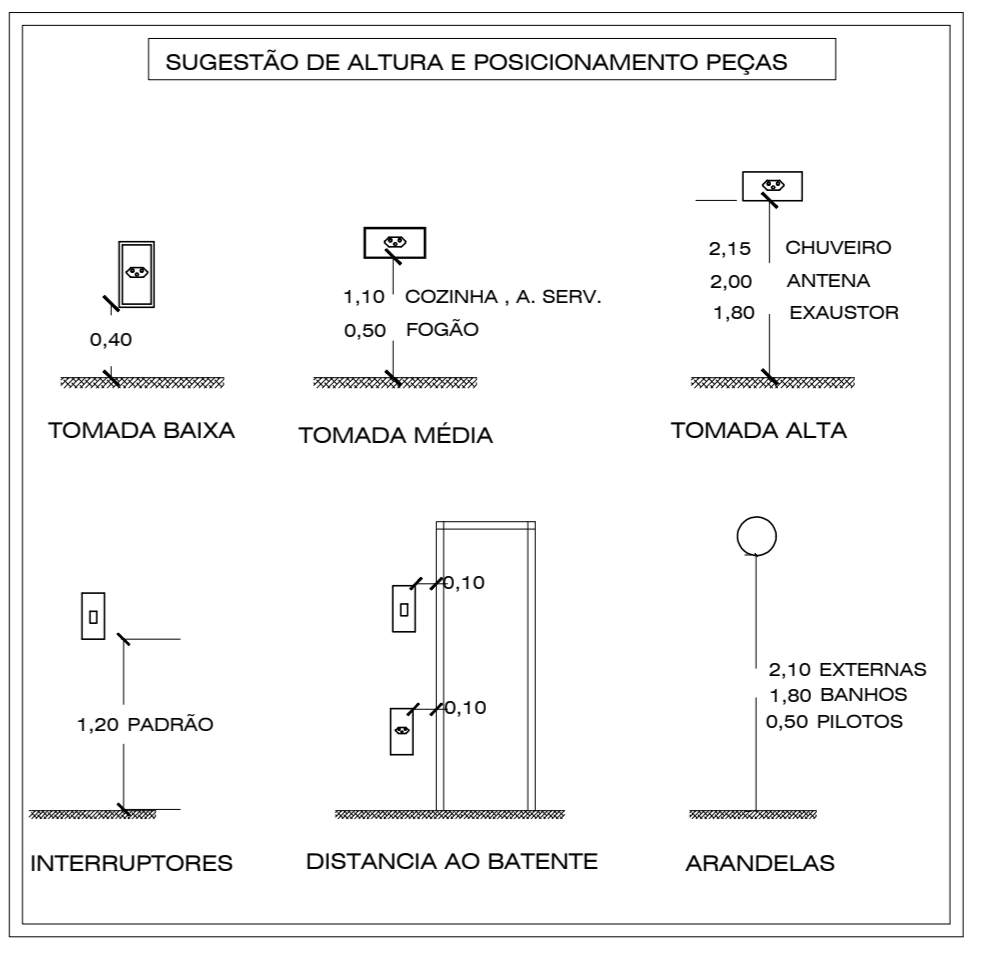 SUGESTÃO DE ALTURA E POSICIONAMENTO PEÇAS
0,40
TOMADA BAIXA
1,10 COZINHA , A. SERV.
0,50 FOGÃO
TOMADA MÉDIA
2,15 CHUVEIRO
2,00 ANTENA
1,80 EXAUSTOR
TOMADA ALTA
1,20 PADRÃO
INTERRUPTORES
0,10
0,10
DISTANCIA AO BATENTE
2,10 EXTERNAS
1,80 BANHOS
0,50 PILOTOS
ARANDELAS